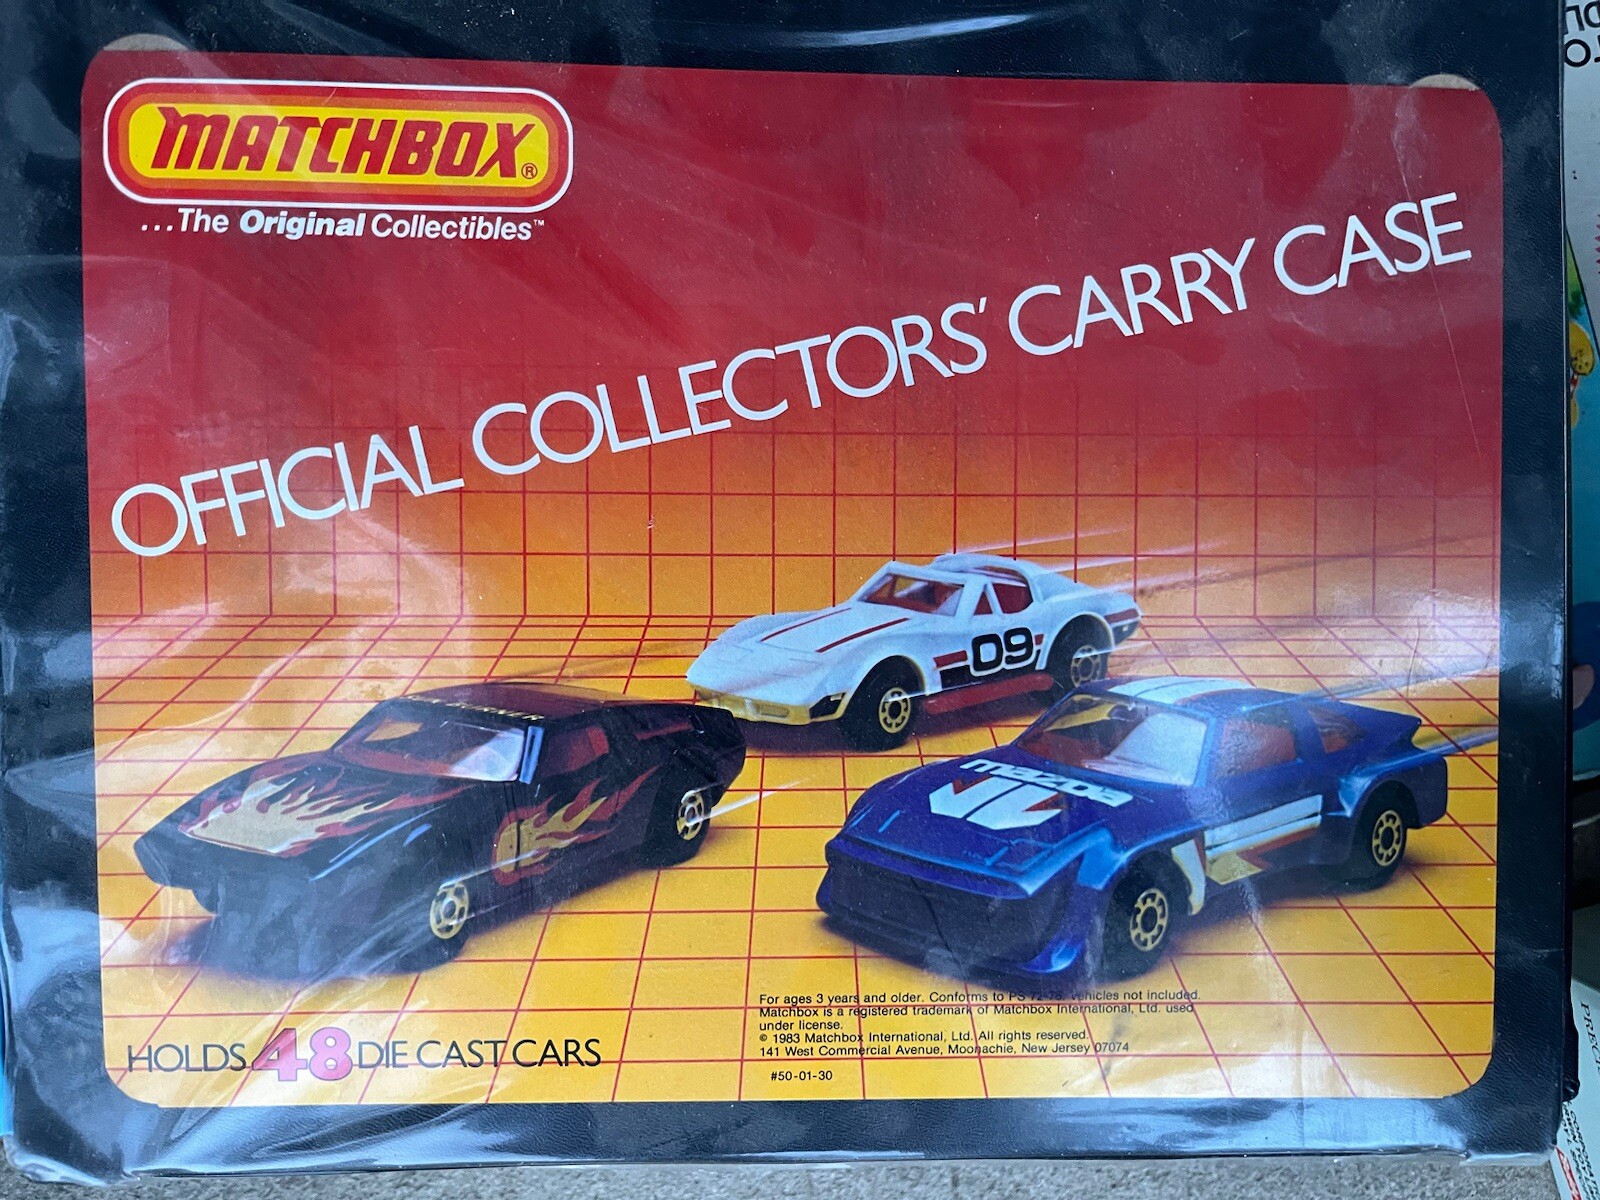 MATCHBOX®
...The Original Collectibles™
OFFICIAL COLLECTORS' CARRY CASE
BURNER
09
mazda
HOLDS 48 DIE CAST CARS
For ages 3 years and older. Conforms to PS 72-76. Vehicles not included.
Matchbox is a registered trademark of Matchbox International, Ltd. used
under license.
© 1983 Matchbox International, Ltd. All rights reserved.
141 West Commercial Avenue, Moonachie, New Jersey 07074
#50-01-30